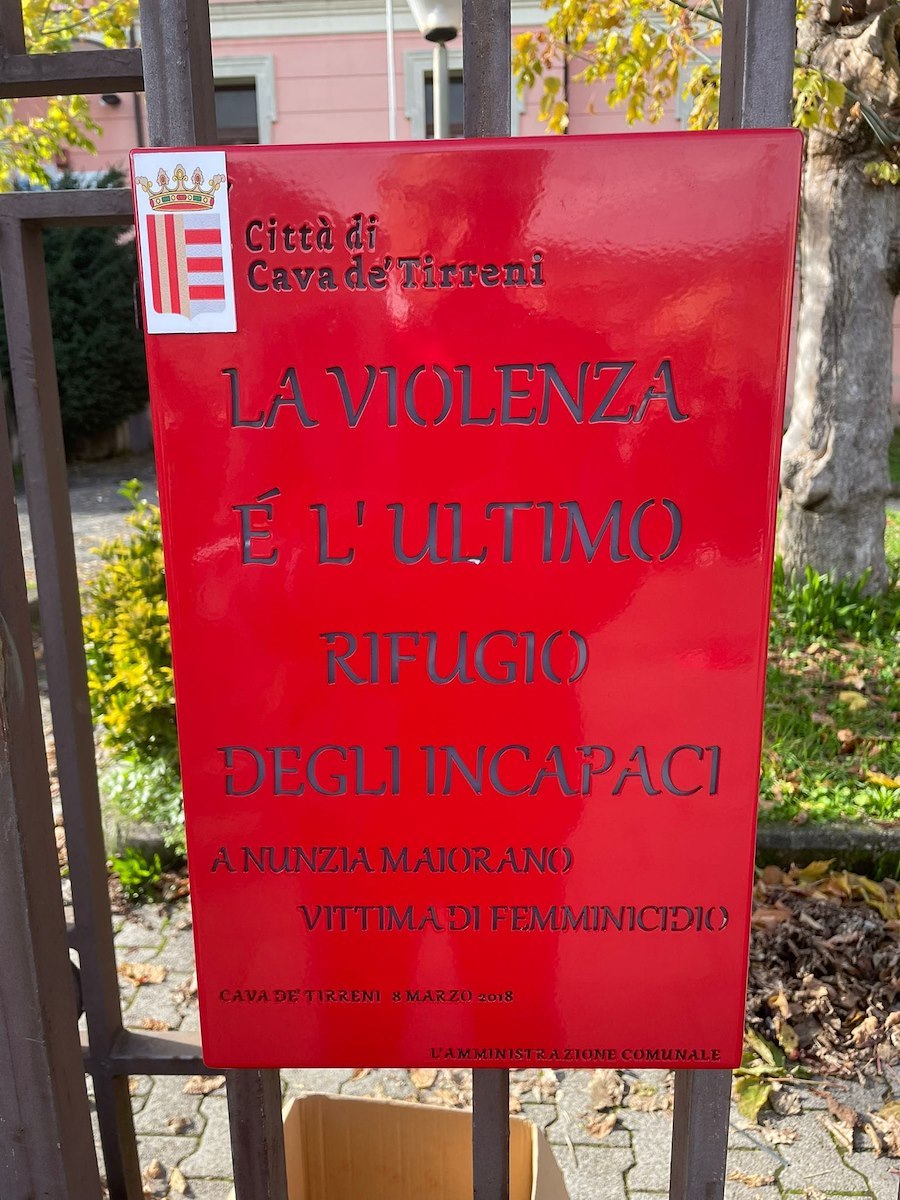 Città di
Cava de' Tirreni
LA VIOLENZA
É L' ULTIMO
RIFUGIO
DEGLI INCAPACI
A NUNZIA MAIORANO
VITTIMA DI FEMMINICIDIO
CAVA DE' TIRRENI 8 MARZO 2018
L'AMMINISTRAZIONE COMUNALE